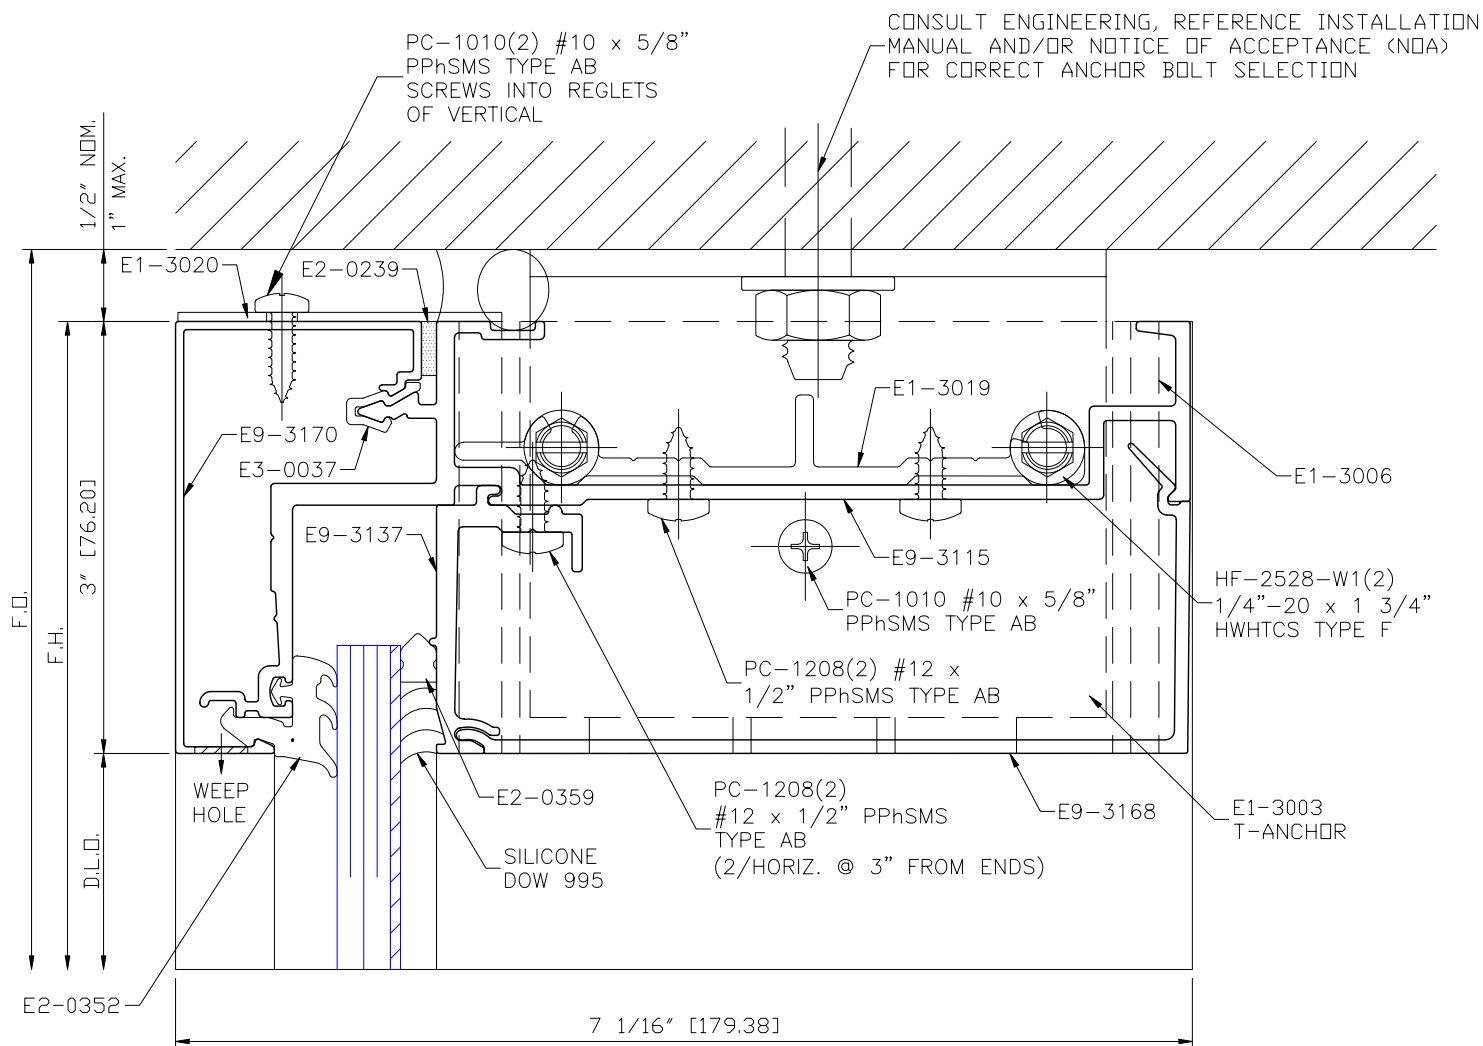 CONSULT ENGINEERING, REFERENCE INSTALLATION
MANUAL AND/OR NOTICE OF ACCEPTANCE (NOA)
FOR CORRECT ANCHOR BOLT SELECTION
PC-1010(2) #10 x 5/8"
PPhSMS TYPE AB
SCREWS INTO REGLETS
OF VERTICAL
1/2" NOM.
1" MAX.
E1-3020
E2-0239
E1-3019
E9-3170
E3-0037
E1-3006
3" [76.20]
E9-3137
E9-3115
F.O.
F.H.
HF-2528-W1(2)
1/4"-20 x 1 3/4"
HWHTCS TYPE F
PC-1010 #10 x 5/8"
PPhSMS TYPE AB
PC-1208(2) #12 x
1/2" PPhSMS TYPE AB
WEEP
HOLE
E2-0359
PC-1208(2)
#12 x 1/2" PPhSMS
TYPE AB
(2/HORIZ. @ 3" FROM ENDS)
E9-3168
E1-3003
T-ANCHOR
D.L.O.
SILICONE
DOW 995
E2-0352
7 1/16" [179.38]